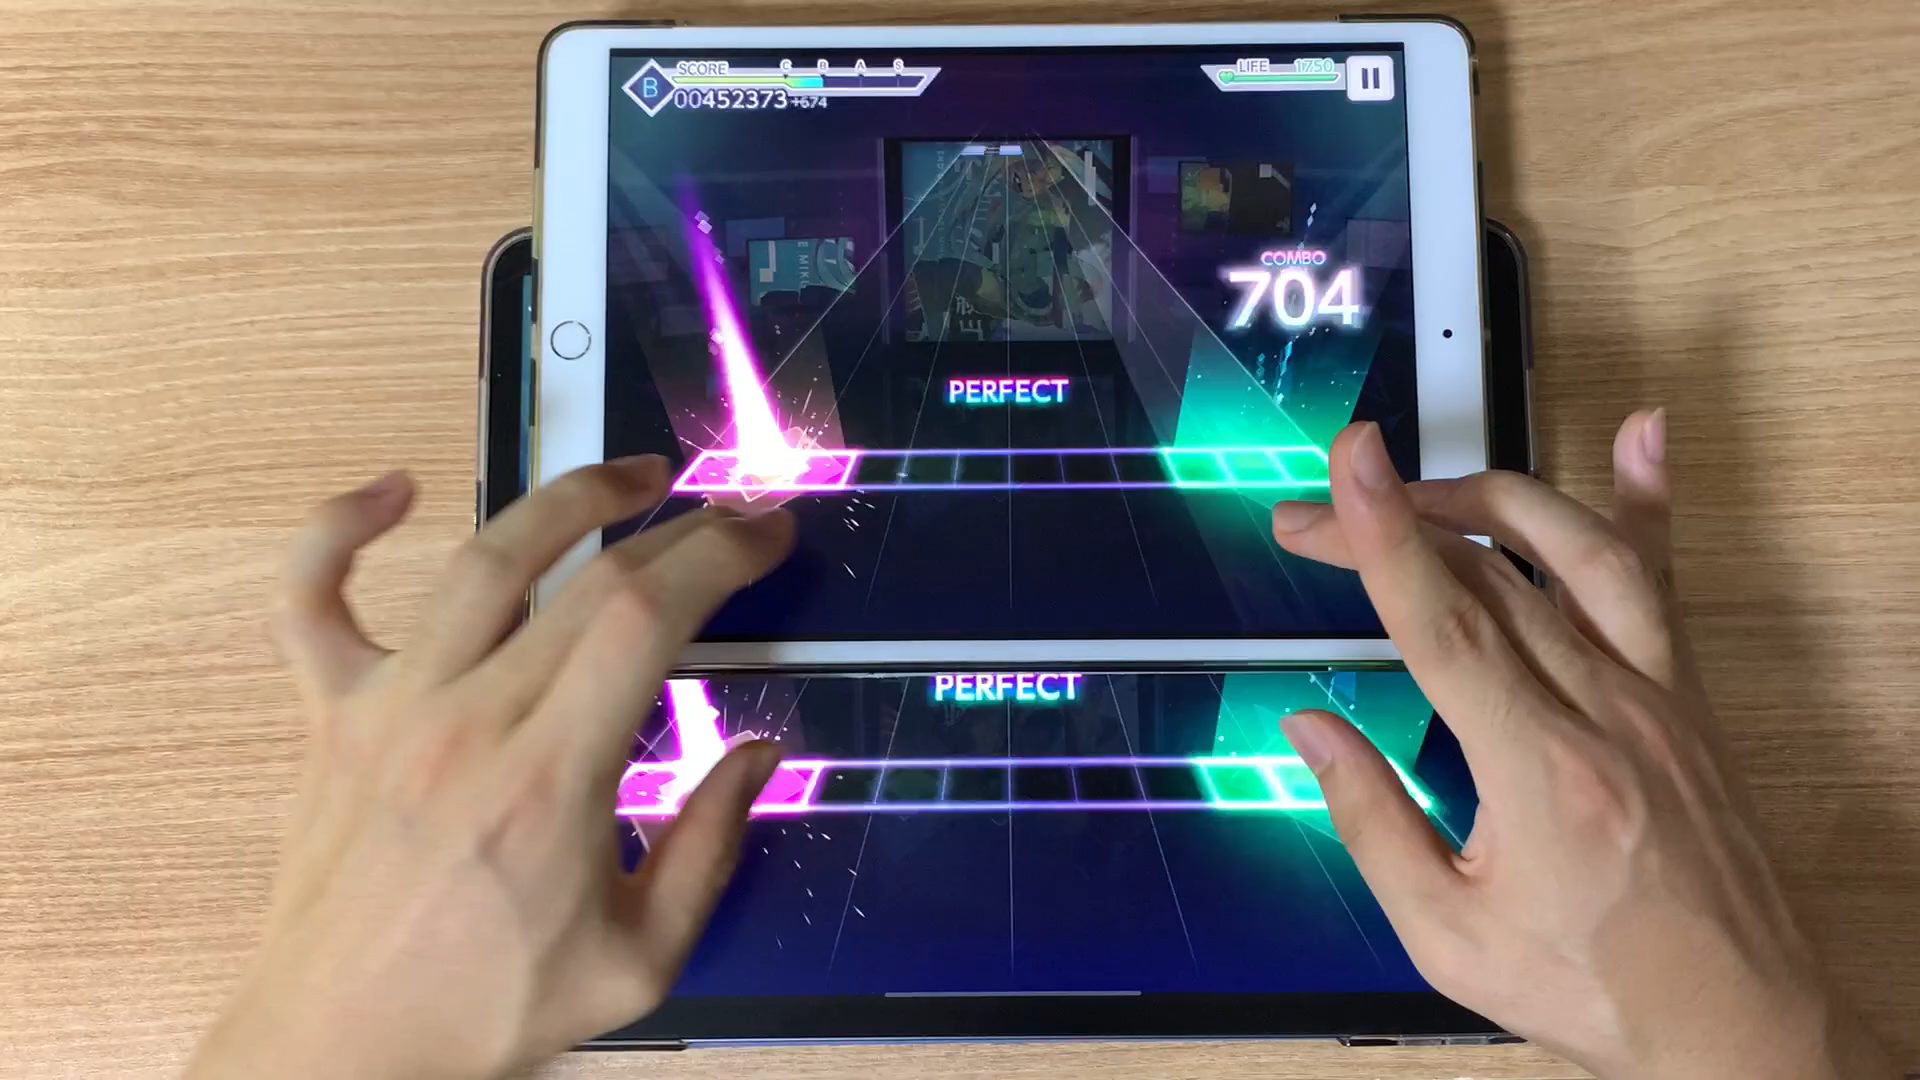 B
SCORE
C B A S
00452373 +674
LIFE 1750
COMBO
704
PERFECT
PERFECT